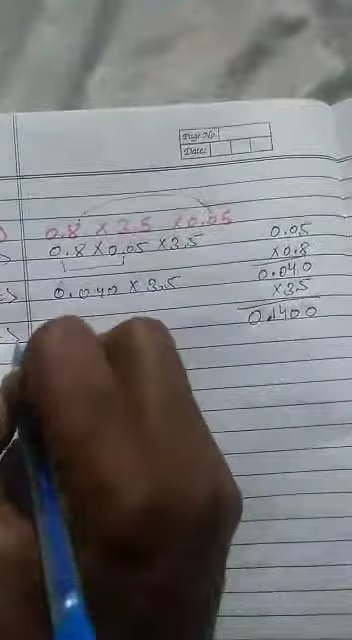 Page No.
Date:
) 0.8 × 3.5 × 0.05
> 0.8 × 0.05 × 3.5
=> 0.040 × 3.5
=>
0.05
×0.8
0.040
×3.5
0.1400